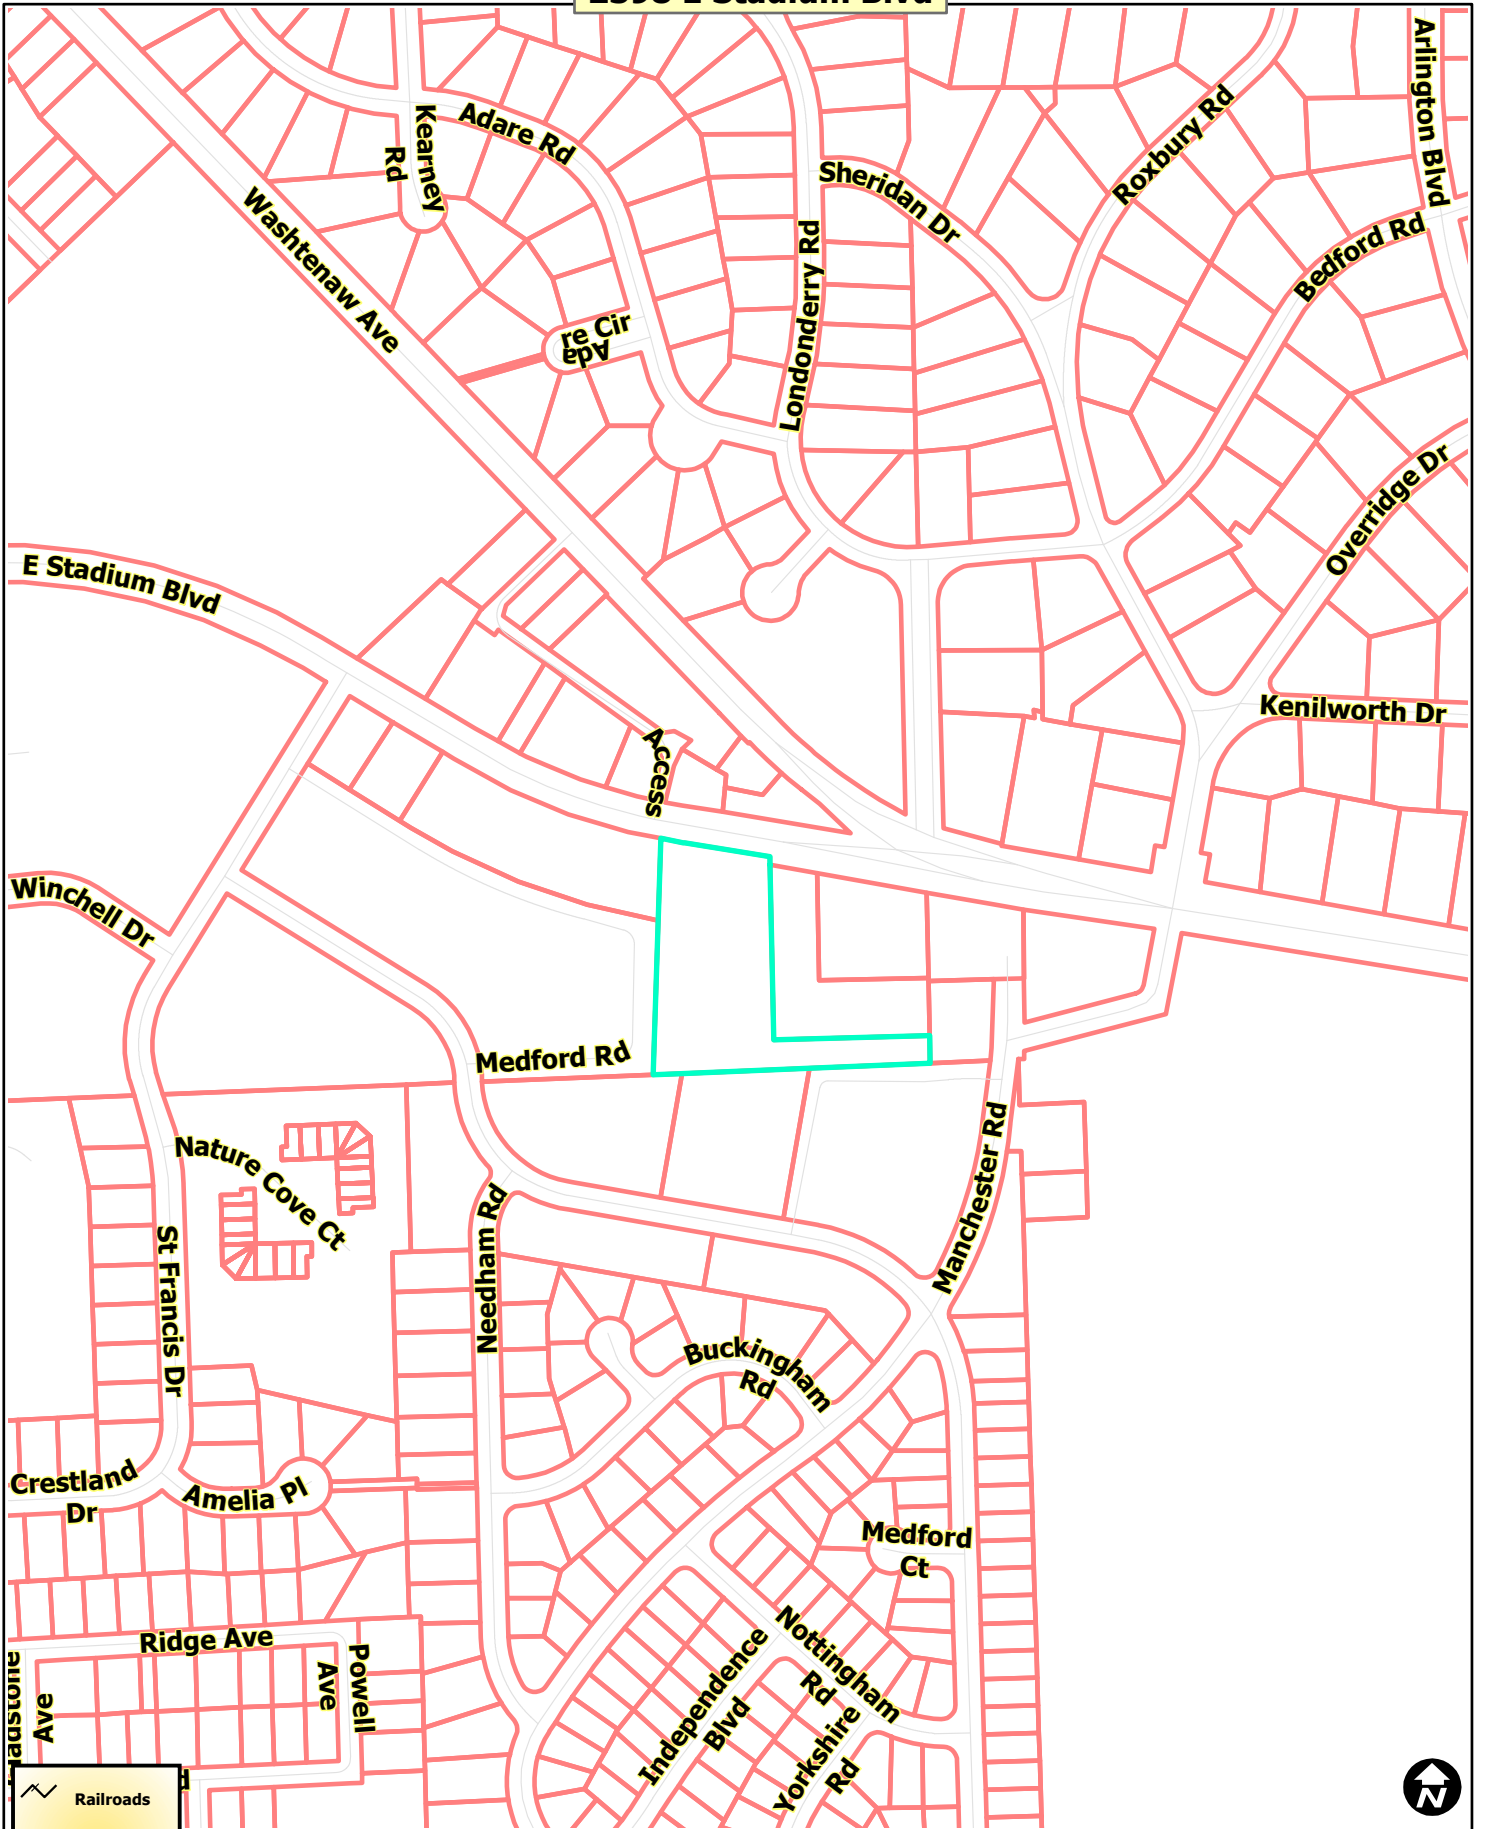 Arlington Blvd
Adare Rd
Kearney
Rd
Roxbury Rd
Sheridan Dr
Washtenaw Ave
Londonderry Rd
Bedford Rd
re Cir
Ada
Overridge Dr
E Stadium Blvd
Kenilworth Dr
Access
Winchell Dr
Medford Rd
Nature Cove Ct
Manchester Rd
St Francis Dr
Needham Rd
Buckingham
Rd
Crestland
Dr
Amelia Pl
Medford
Ct
Ridge Ave
Powell
Ave
Ave
Nottingham
Rd
Independence
Blvd
Yorkshire
Rd
Railroads
N